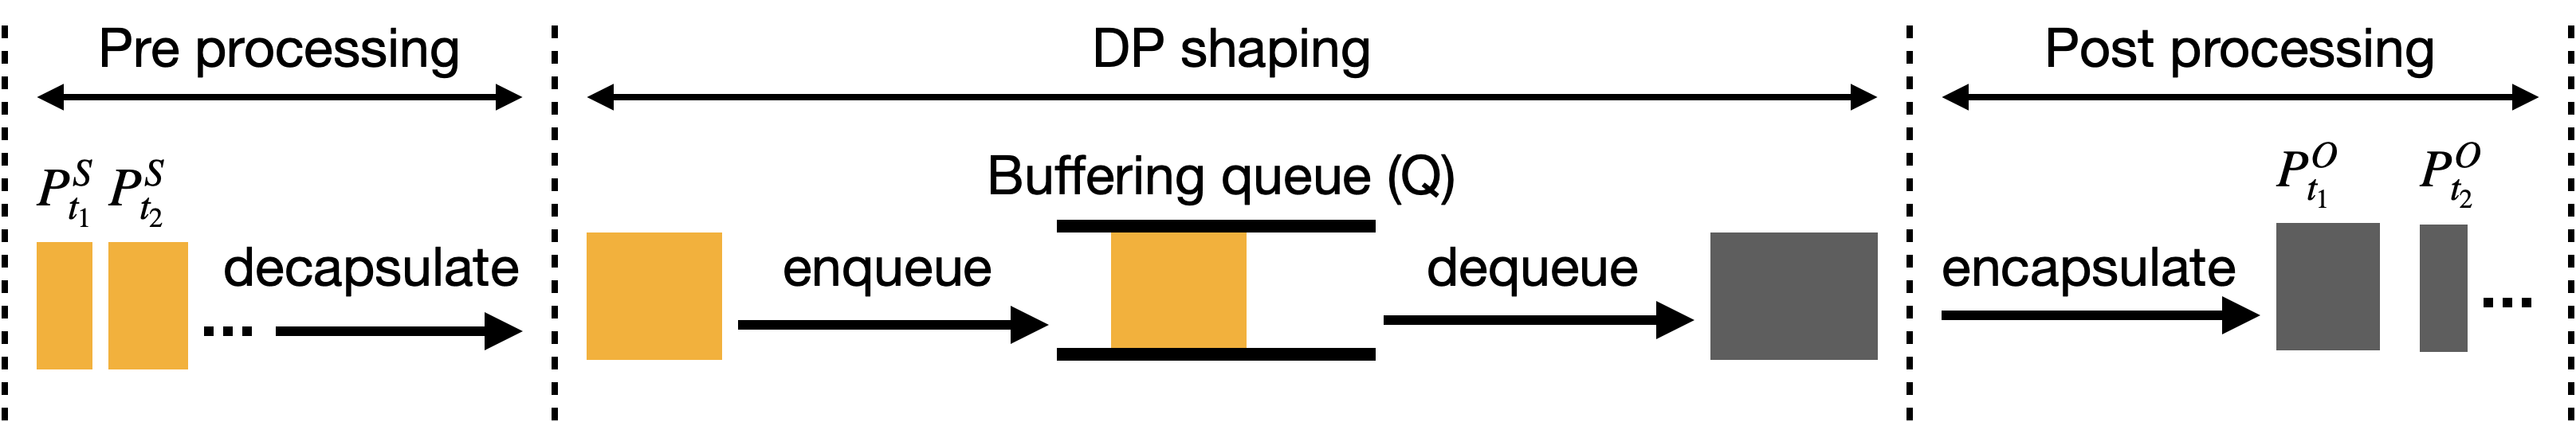 Pre processing
DP shaping
Post processing
Buffering queue (Q)
P^S_{t_1} P^S_{t_2}
P^O_{t_1} P^O_{t_2}
decapsulate
enqueue
dequeue
encapsulate
...
...